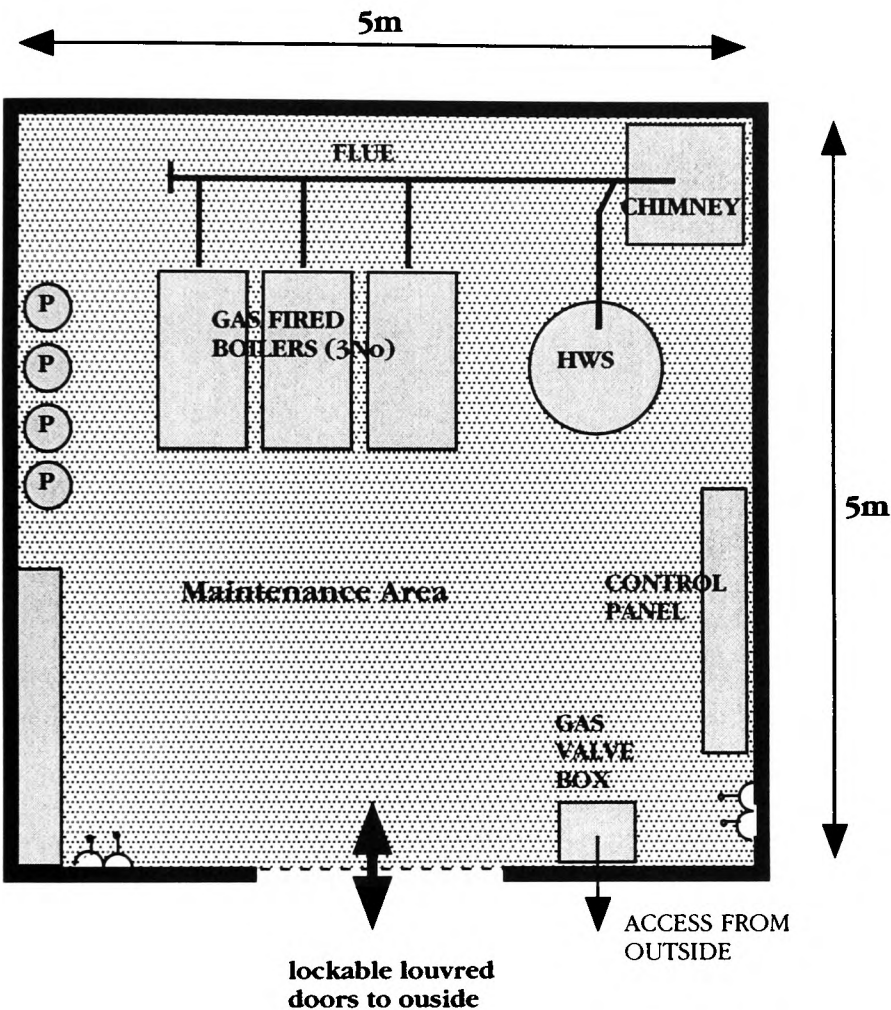 5m
FLUE
CHIMNEY
P
GAS FIRED
BOILERS (3No)
P
HWS
P
P
5m
Maintenance Area
CONTROL
PANEL
GAS
VALVE
BOX
ACCESS FROM
OUTSIDE
lockable louvred
doors to ouside